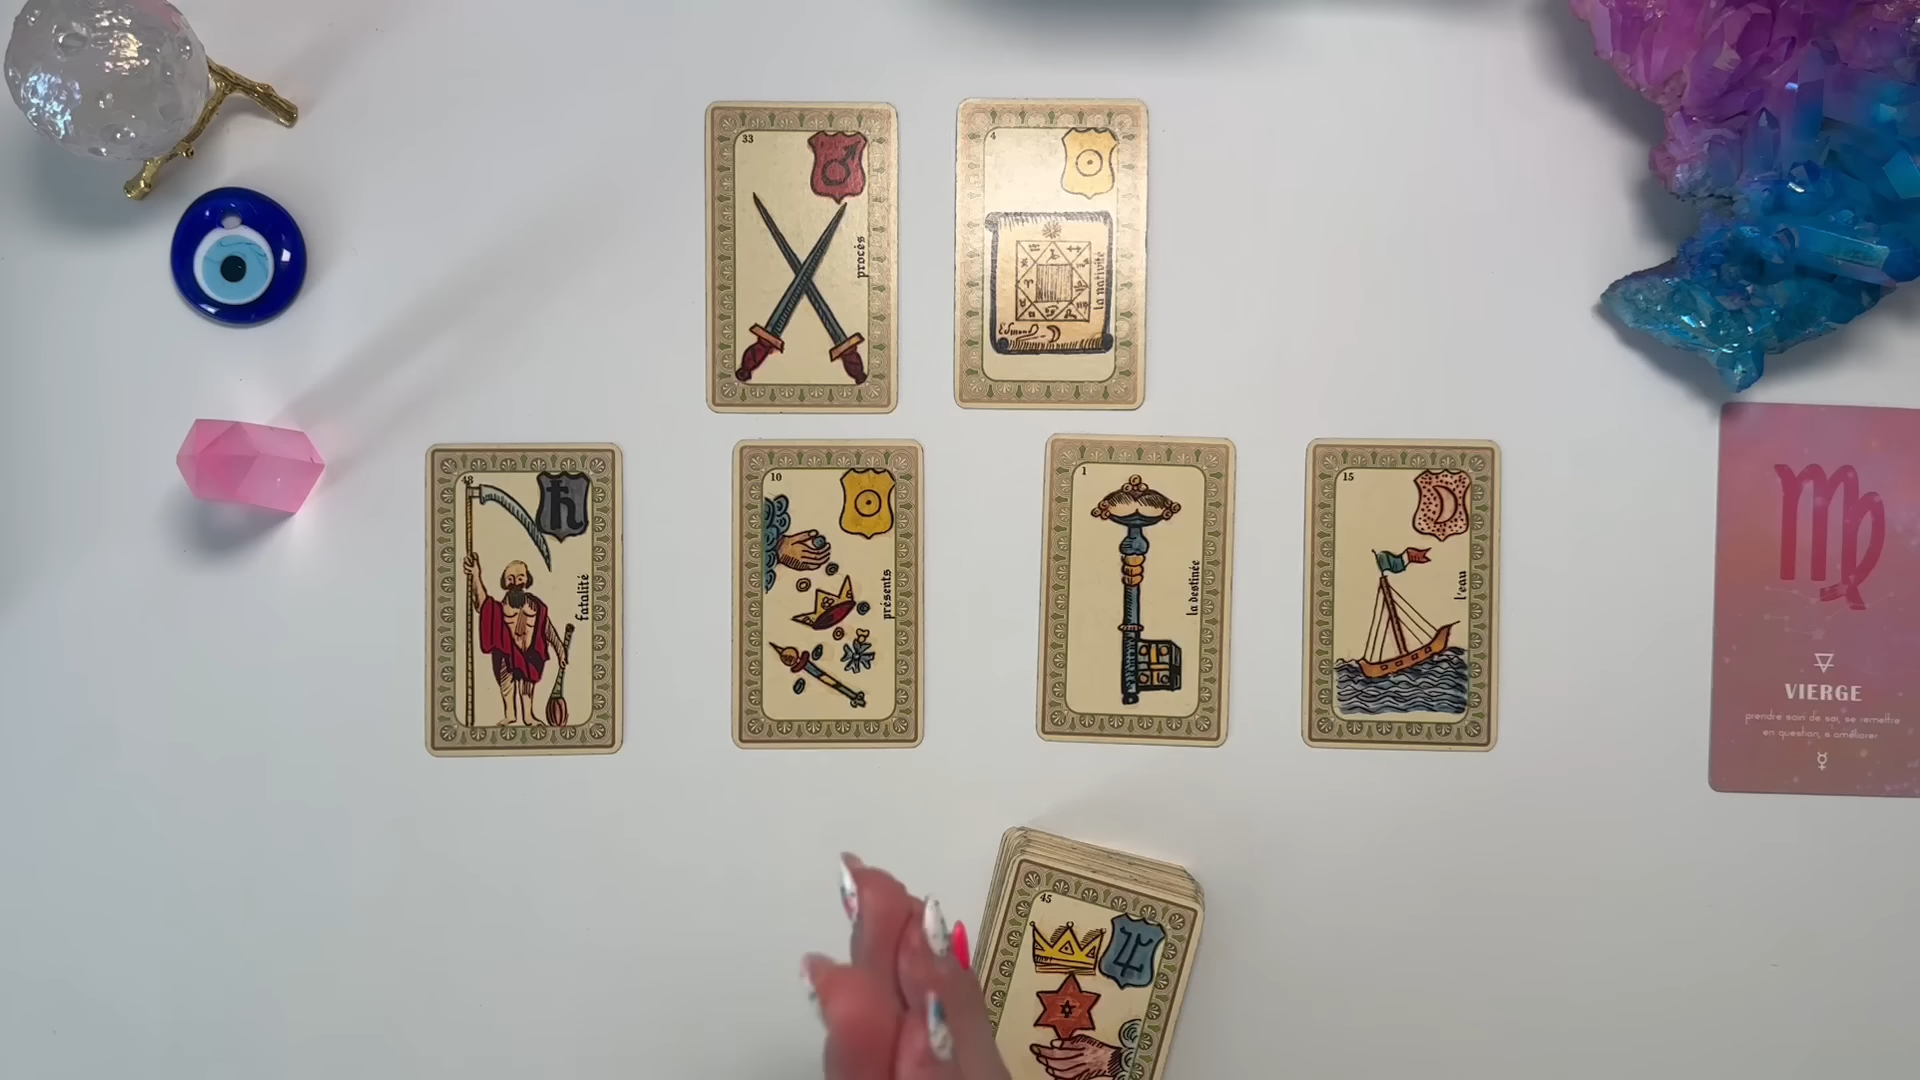 33
procès
4
la nativité
Edmond
48
fatalité
10
présents
1
la destinée
15
l'eau
VIERGE
prendre soin de soi, se remettre
en question, s'améliorer
45